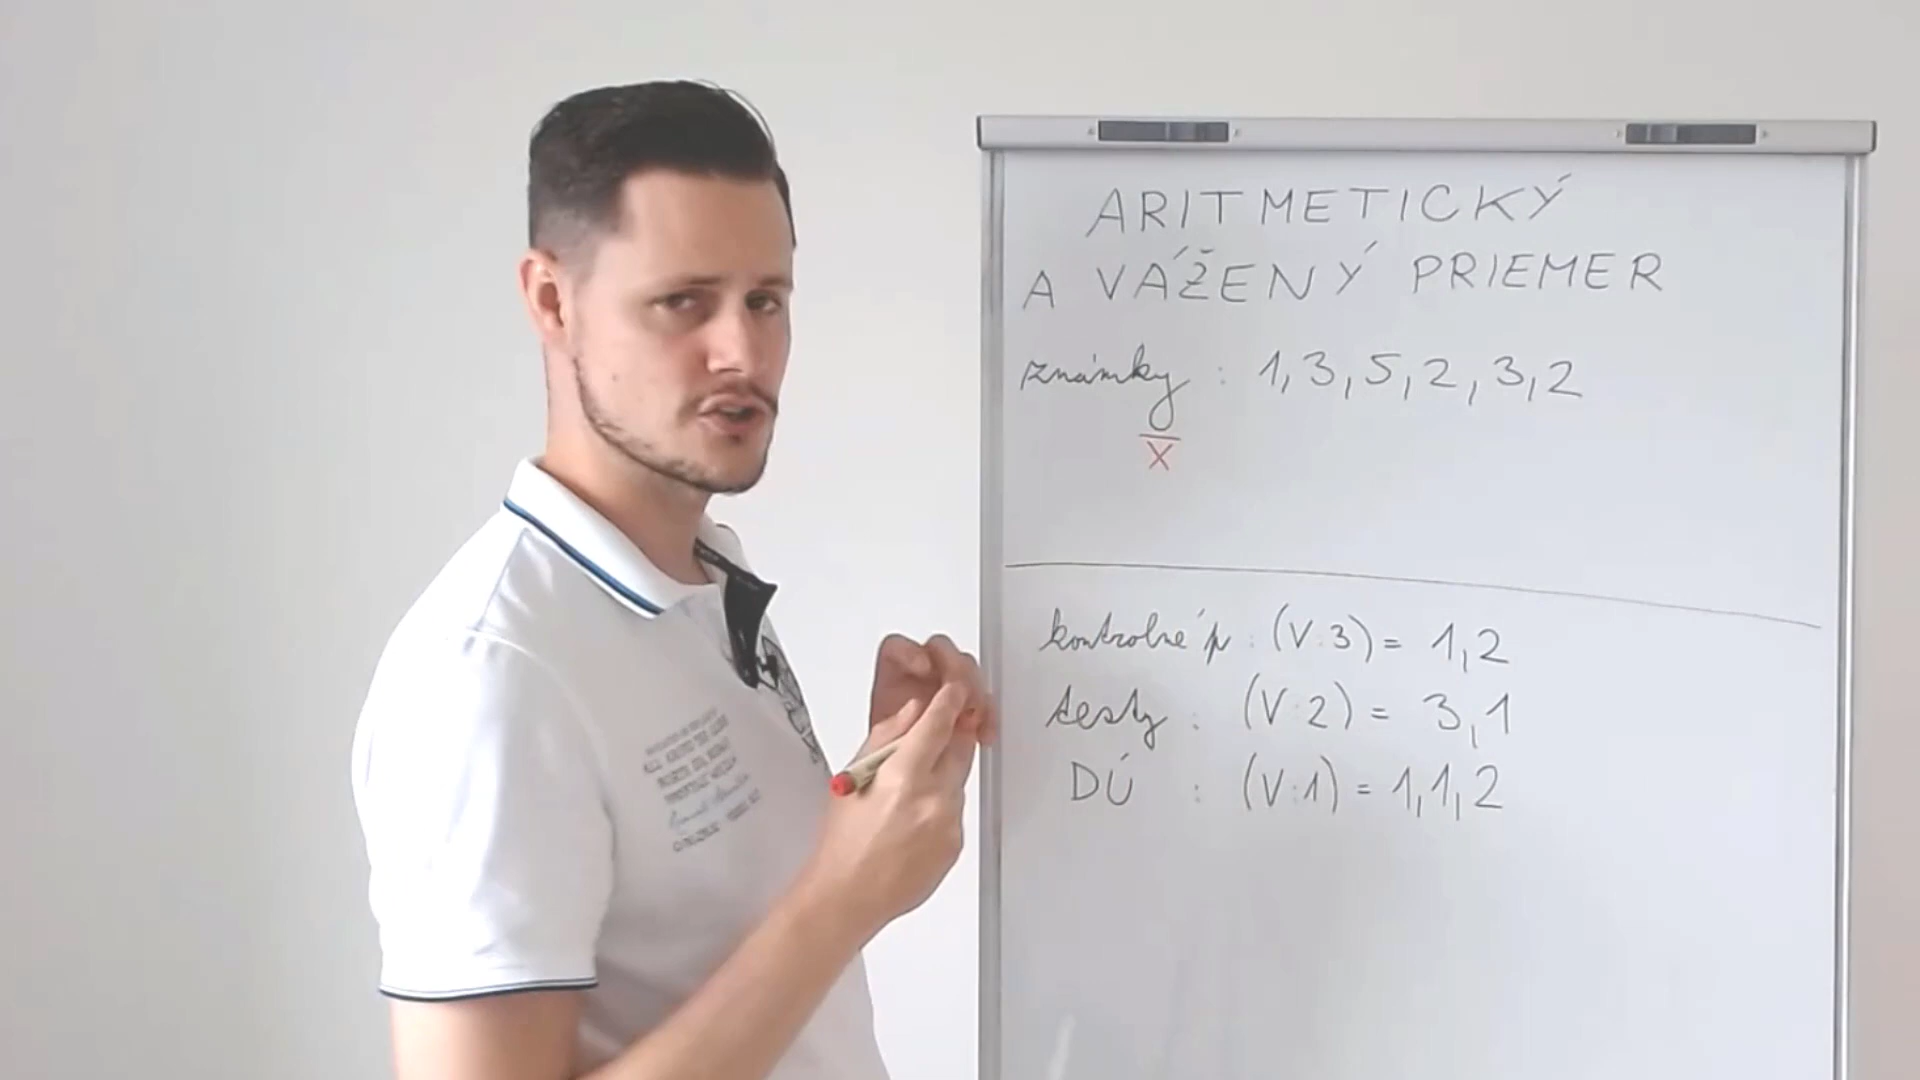 ARITMETICKÝ
A VÁŽENÝ PRIEMER
známky : 1, 3, 5, 2, 3, 2
x̅
kontrolné p : (V:3) = 1, 2
testy : (V:2) = 3, 1
DÚ : (V:1) = 1, 1, 2